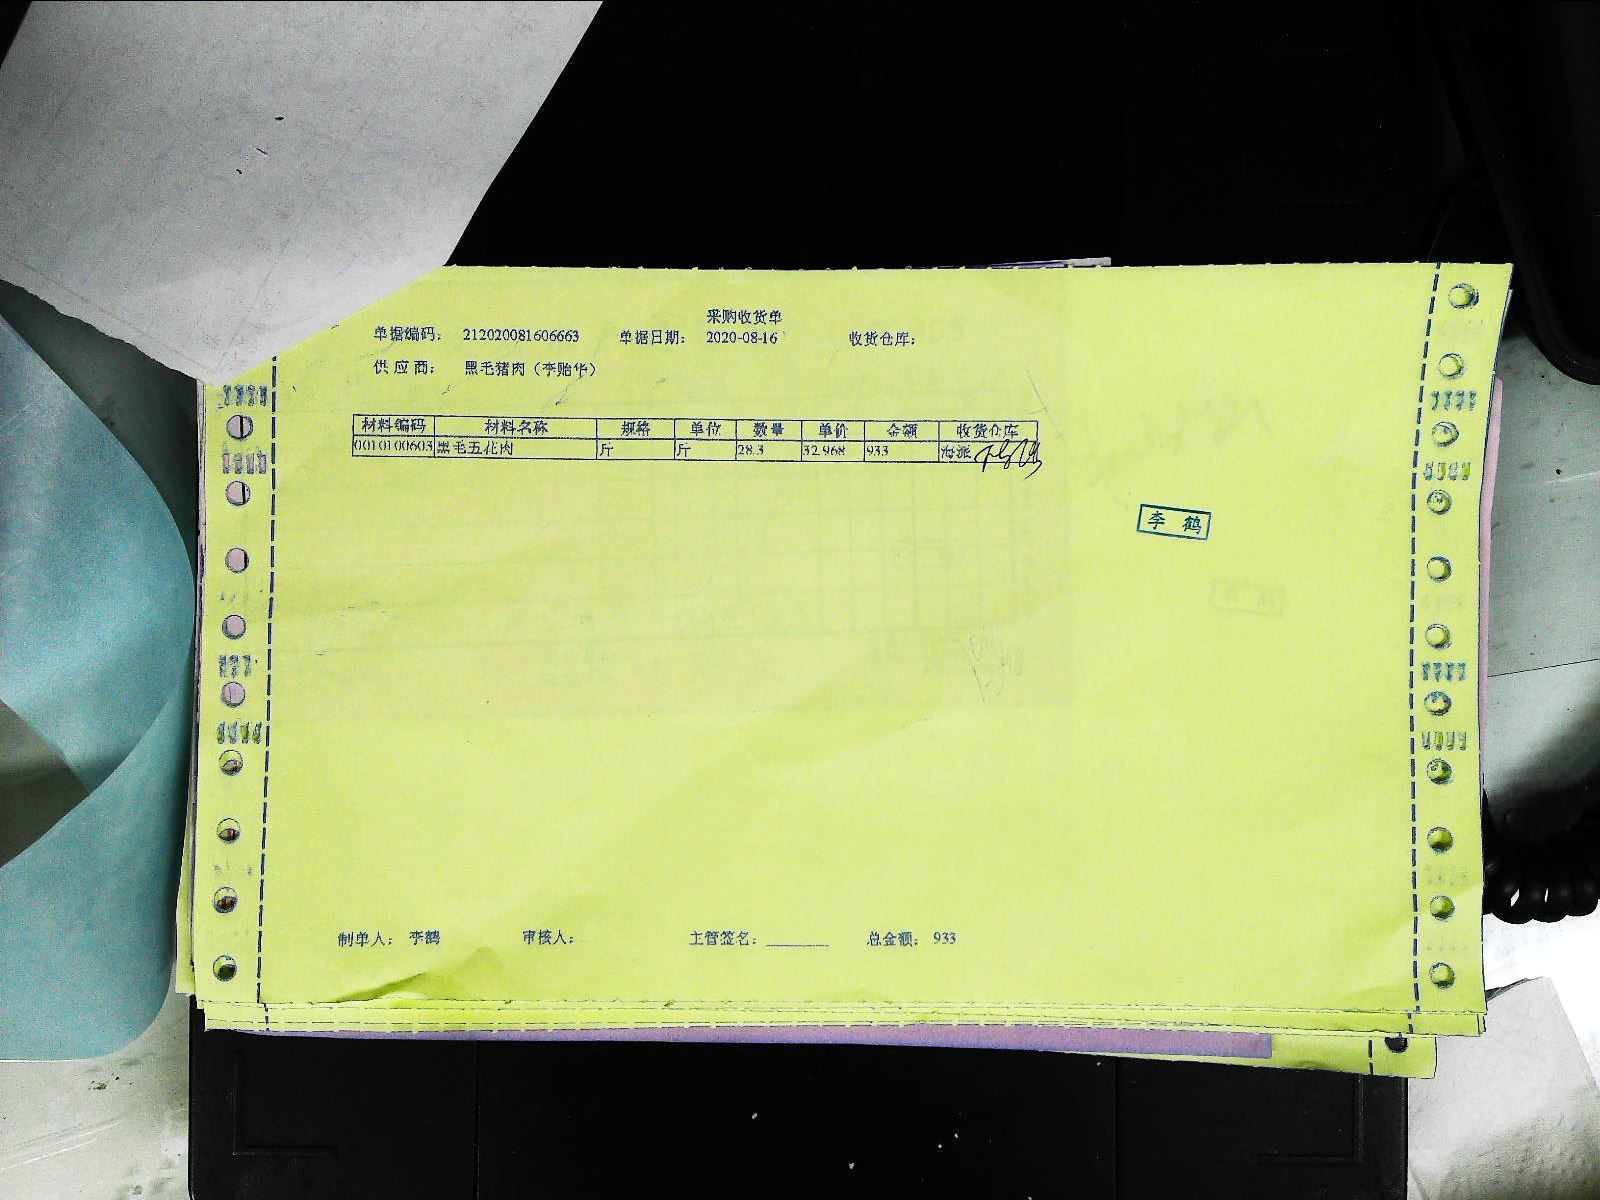 采购收货单
单据编码： 212020081606663 单据日期： 2020-08-16 收货仓库：
供应商： 黑毛猪肉（李贻华）
材料编码 材料名称 规格 单位 数量 单价 金额 收货仓库
0010100603 黑毛五花肉 斤 斤 28.3 32.968 933 海派
李鹤
制单人： 李鹤 审核人： 主管签名：________ 总金额： 933